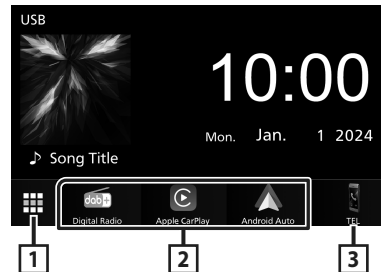 USB
10:00
Mon. Jan. 1 2024
♪ Song Title
dab+
Digital Radio
Apple CarPlay
Android Auto
TEL
1
2
3